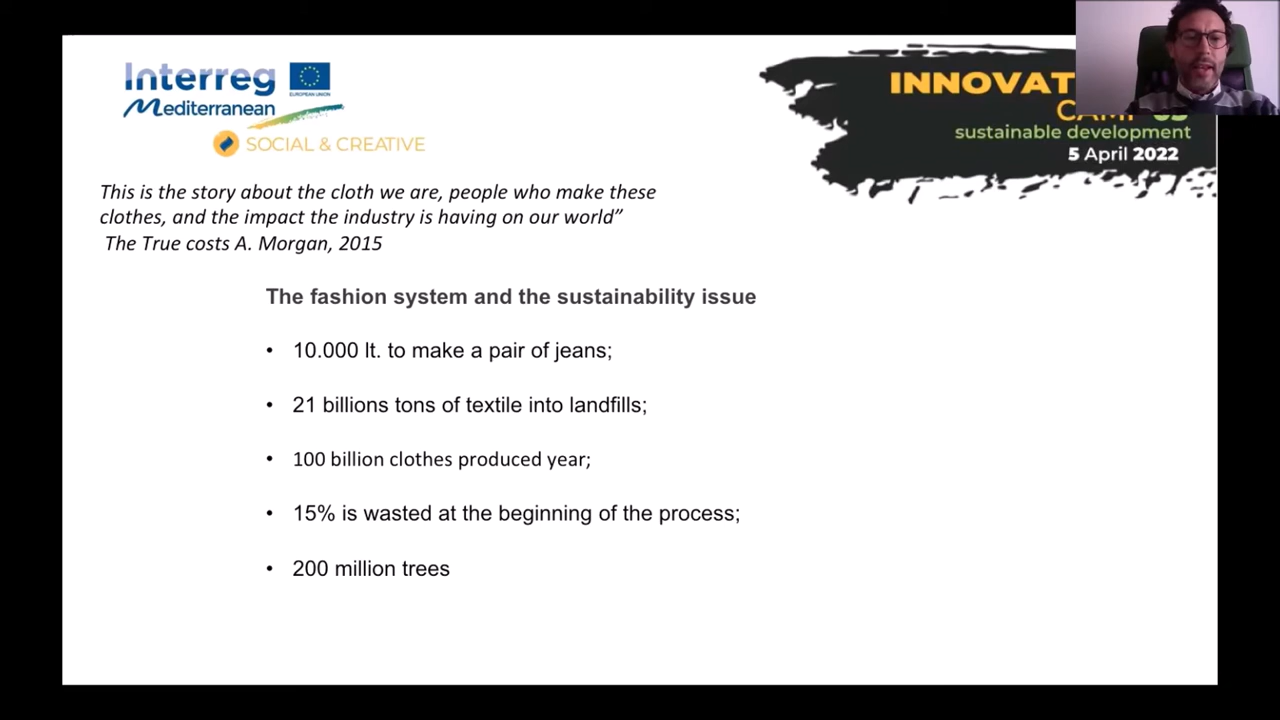 Interreg
EUROPEAN UNION
Mediterranean
SOCIAL & CREATIVE
sustainable development
5 April 2022
This is the story about the cloth we are, people who make these
clothes, and the impact the industry is having on our world”
The True costs A. Morgan, 2015
The fashion system and the sustainability issue
• 10.000 lt. to make a pair of jeans;
• 21 billions tons of textile into landfills;
• 100 billion clothes produced year;
• 15% is wasted at the beginning of the process;
• 200 million trees